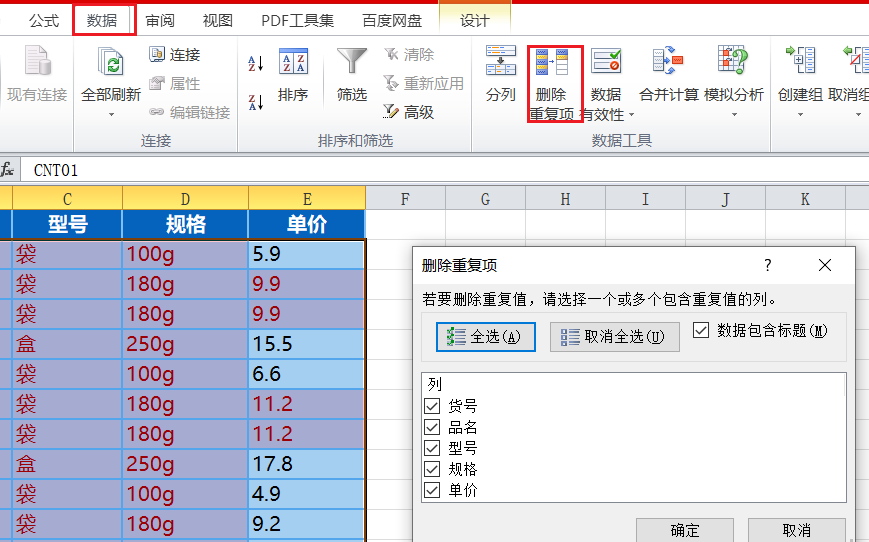 公式 数据 审阅 视图 PDF工具集 百度网盘 设计
现有连接 全部刷新 连接 属性 编辑链接 排序 筛选 清除 重新应用 高级 分列 删除重复项 数据有效性 合并计算 模拟分析 创建组 取消组
连接 排序和筛选 数据工具
fx CNT01
C D E F G H I J K
型号 规格 单价
袋 100g 5.9
袋 180g 9.9
袋 180g 9.9
盒 250g 15.5
袋 100g 6.6
袋 180g 11.2
袋 180g 11.2
盒 250g 17.8
袋 100g 4.9
袋 180g 9.2
删除重复项 ?
若要删除重复值，请选择一个或多个包含重复值的列。
全选(A) 取消全选(U) 数据包含标题(M)
列
货号
品名
型号
规格
单价
确定 取消